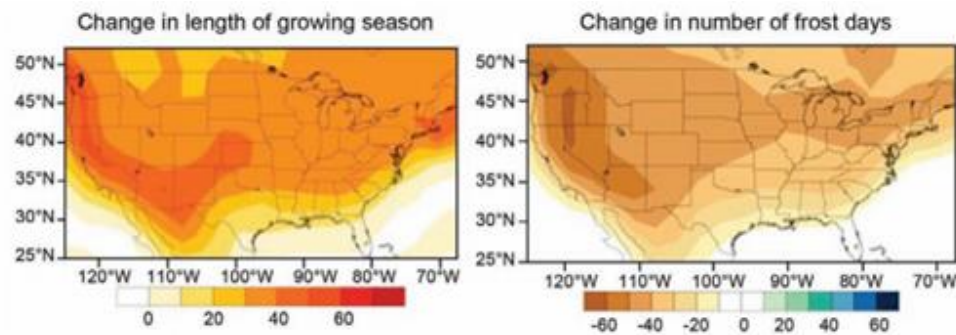 Change in length of growing season
50°N
45°N
40°N
35°N
30°N
25°N
120°W 110°W 100°W 90°W 80°W 70°W
0 20 40 60
Change in number of frost days
50°N
45°N
40°N
35°N
30°N
25°N
120°W 110°W 100°W 90°W 80°W 70°W
-60 -40 -20 0 20 40 60